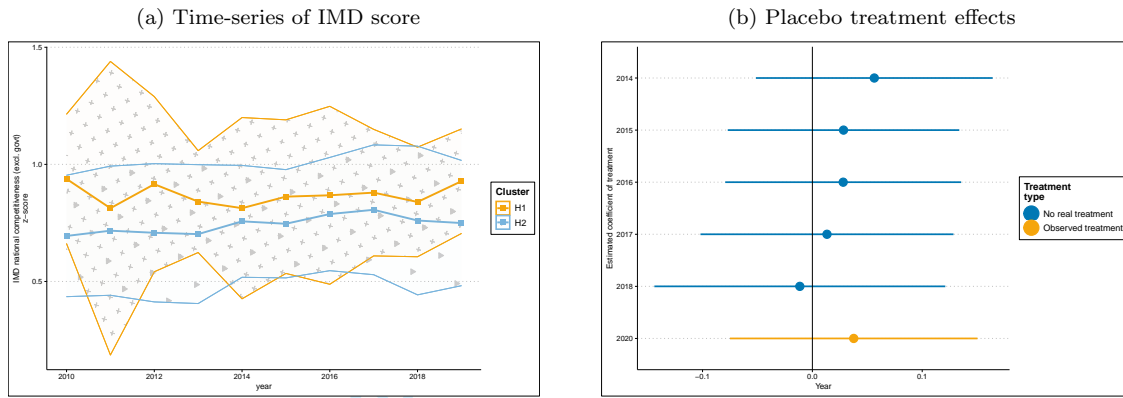 (a) Time-series of IMD score
1.5
1.0
0.5
IMD national competitiveness (excl. govt)
z-score
2010
2012
2014
2016
2018
year
Cluster
H1
H2
(b) Placebo treatment effects
2014
2015
2016
2017
2018
2020
Estimated coefficient of treatment
−0.1
0.0
0.1
Year
Treatment
type
No real treatment
Observed treatment